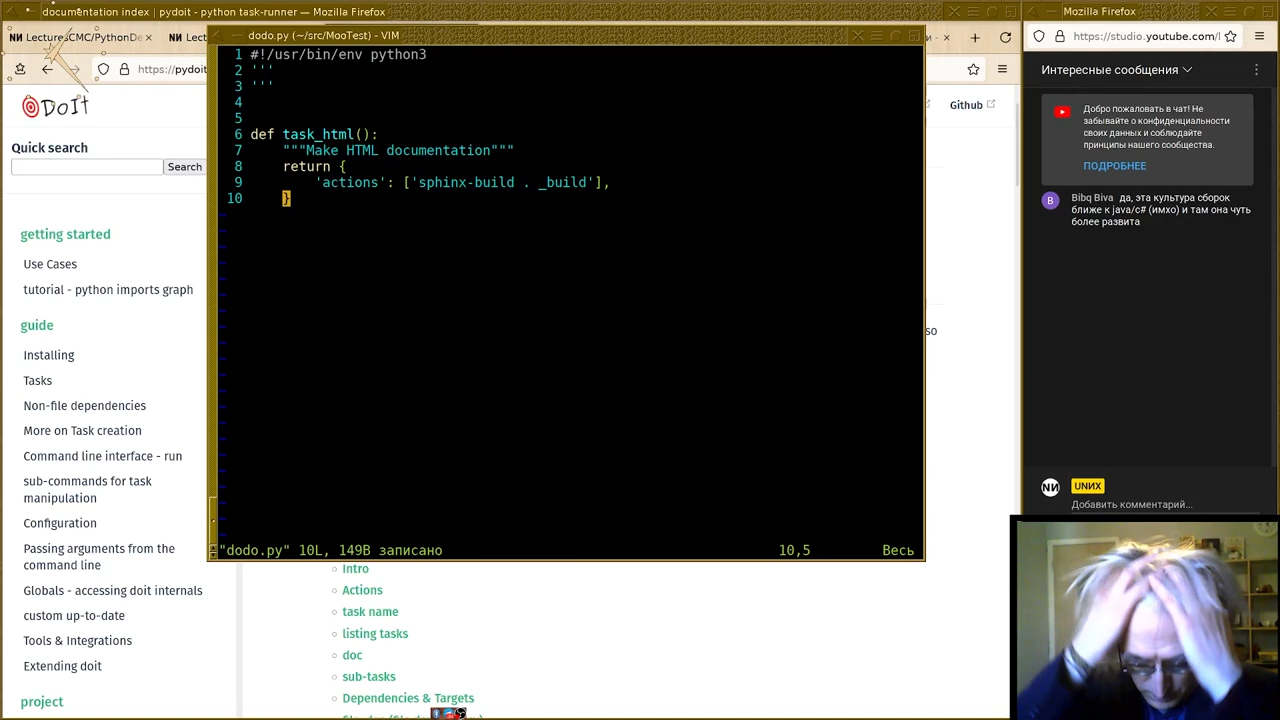 documentation index | pydoit - python task-runner — Mozilla Firefox
Mozilla Firefox
LecturesCMC/PythonDe
Lect
https://pydoit
https://studio.youtube.com/l
dodo.py (~/src/MooTest) - VIM
1 #!/usr/bin/env python3
2 '''
3 '''
4
5
6 def task_html():
7 """Make HTML documentation"""
8 return {
9 'actions': ['sphinx-build . _build'],
10 }
"dodo.py" 10L, 149B записано
10,5
Весь
DoIt
Quick search
Search
getting started
Use Cases
tutorial - python imports graph
guide
Installing
Tasks
Non-file dependencies
More on Task creation
Command line interface - run
sub-commands for task
manipulation
Configuration
Passing arguments from the
command line
Globals - accessing doit internals
custom up-to-date
Tools & Integrations
Extending doit
project
Github
so
Intro
Actions
task name
listing tasks
doc
sub-tasks
Dependencies & Targets
Интересные сообщения
Добро пожаловать в чат! Не
забывайте о конфиденциальности
своих данных и соблюдайте
принципы нашего сообщества.
ПОДРОБНЕЕ
B
Bibq Biva да, эта культура сборок
ближе к java/c# (имхо) и там она чуть
более развита
UNИX
Добавить комментарий...